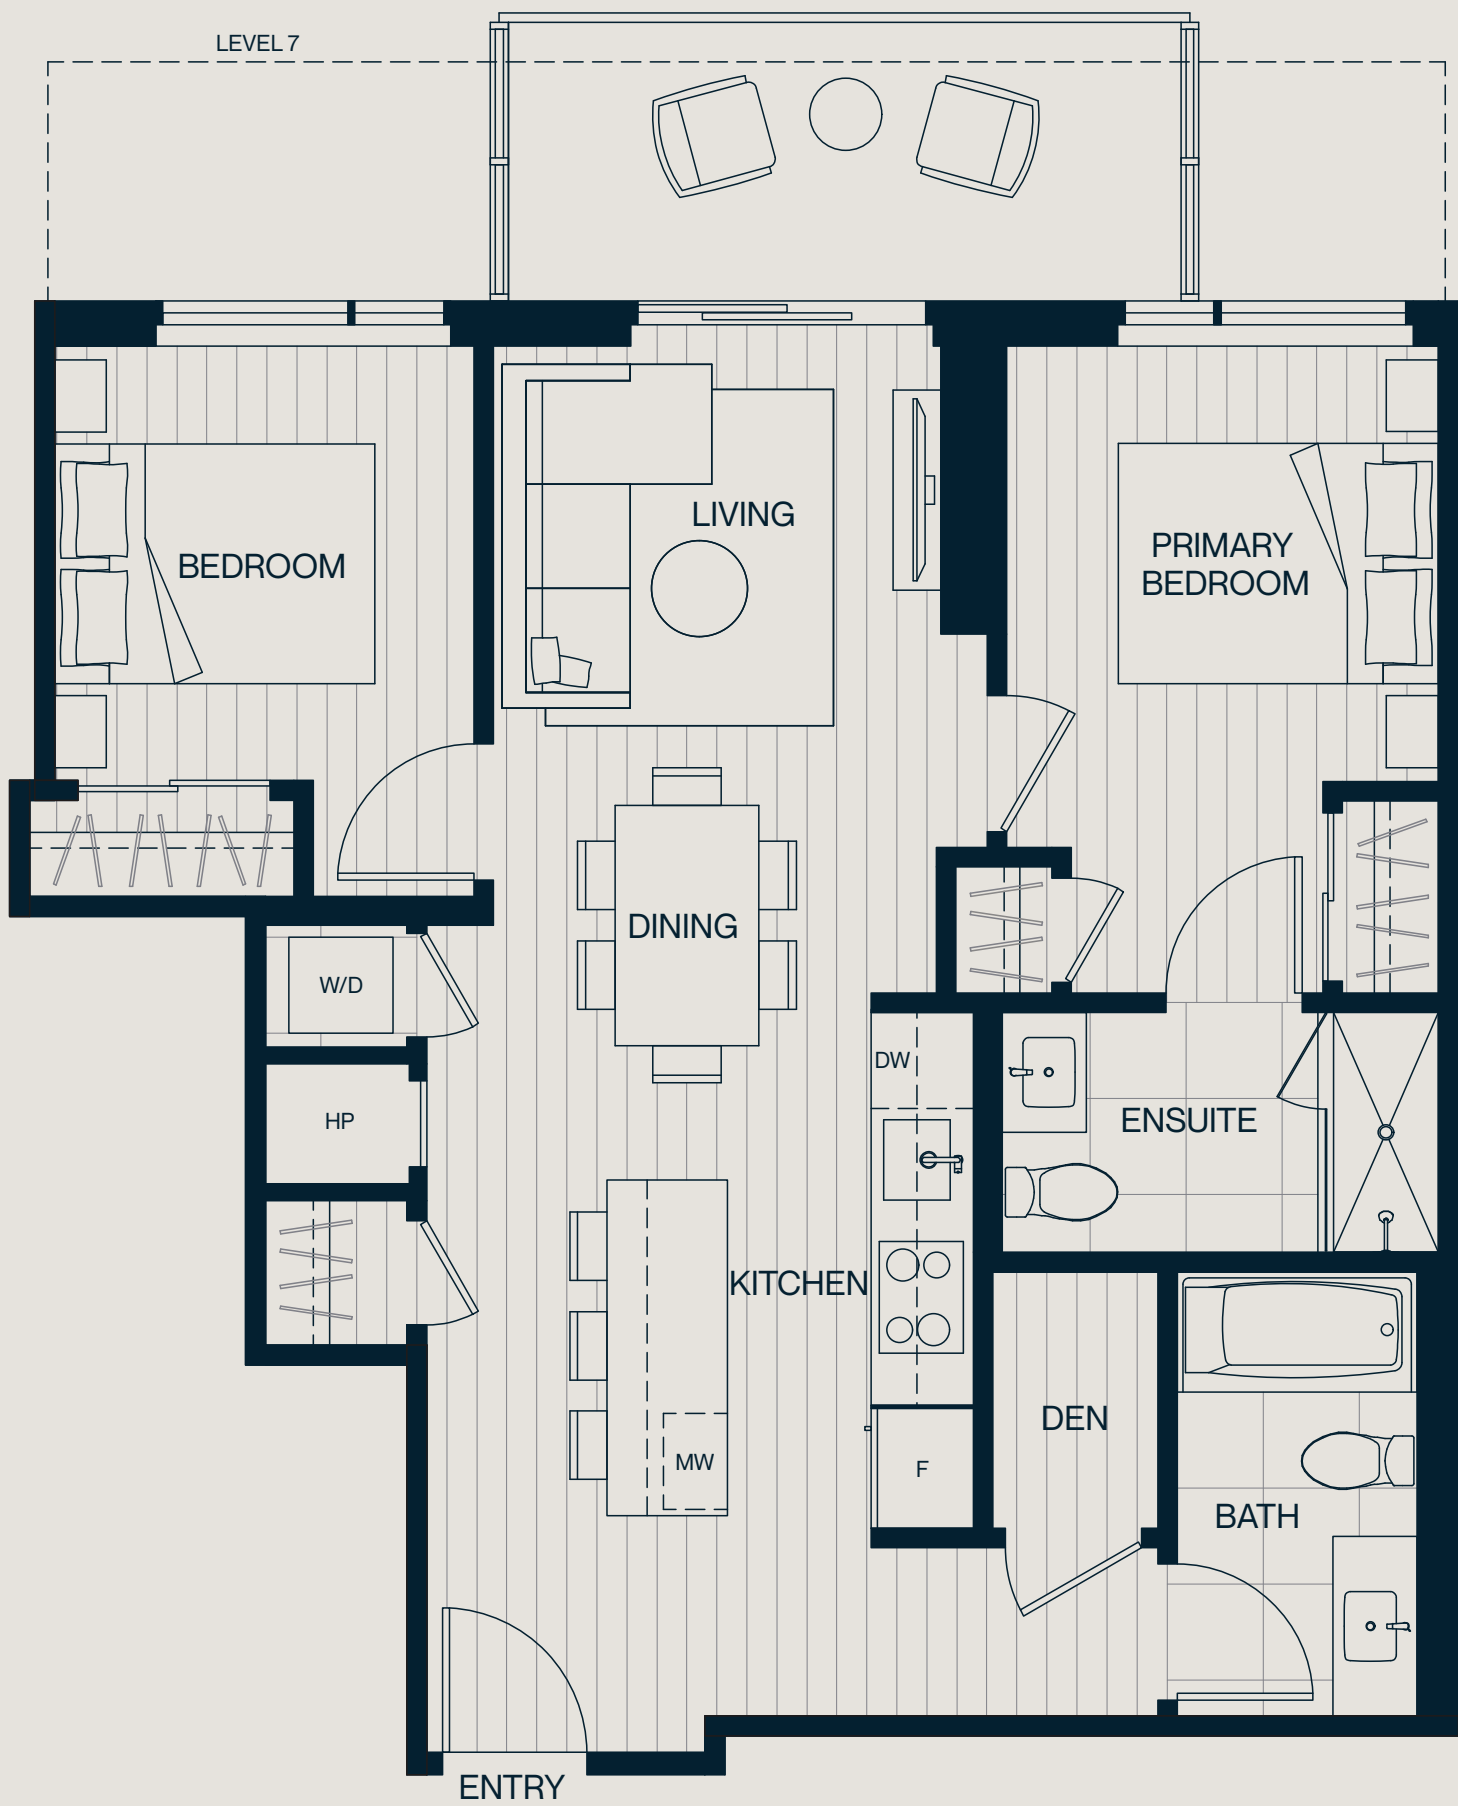 LEVEL 7
LIVING
BEDROOM
PRIMARY
BEDROOM
DINING
W/D
DW
HP
ENSUITE
KITCHEN
DEN
MW
F
BATH
ENTRY